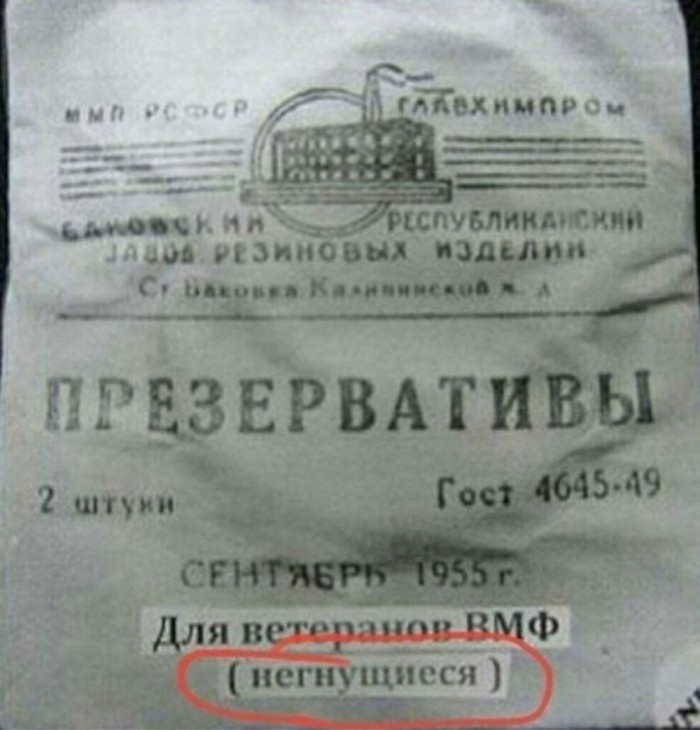 ММП РСФСР ГЛАВХИМПРОМ
БАКОВСКИЙ РЕСПУБЛИКАНСКИЙ
ЗАВОД РЕЗИНОВЫХ ИЗДЕЛИЙ
Ст Баковка Калининской ж. д
ПРЕЗЕРВАТИВЫ
2 штуки Гост 4645-49
СЕНТЯБРЬ 1955 г.
Для ветеранов ВМФ
( негнущиеся )